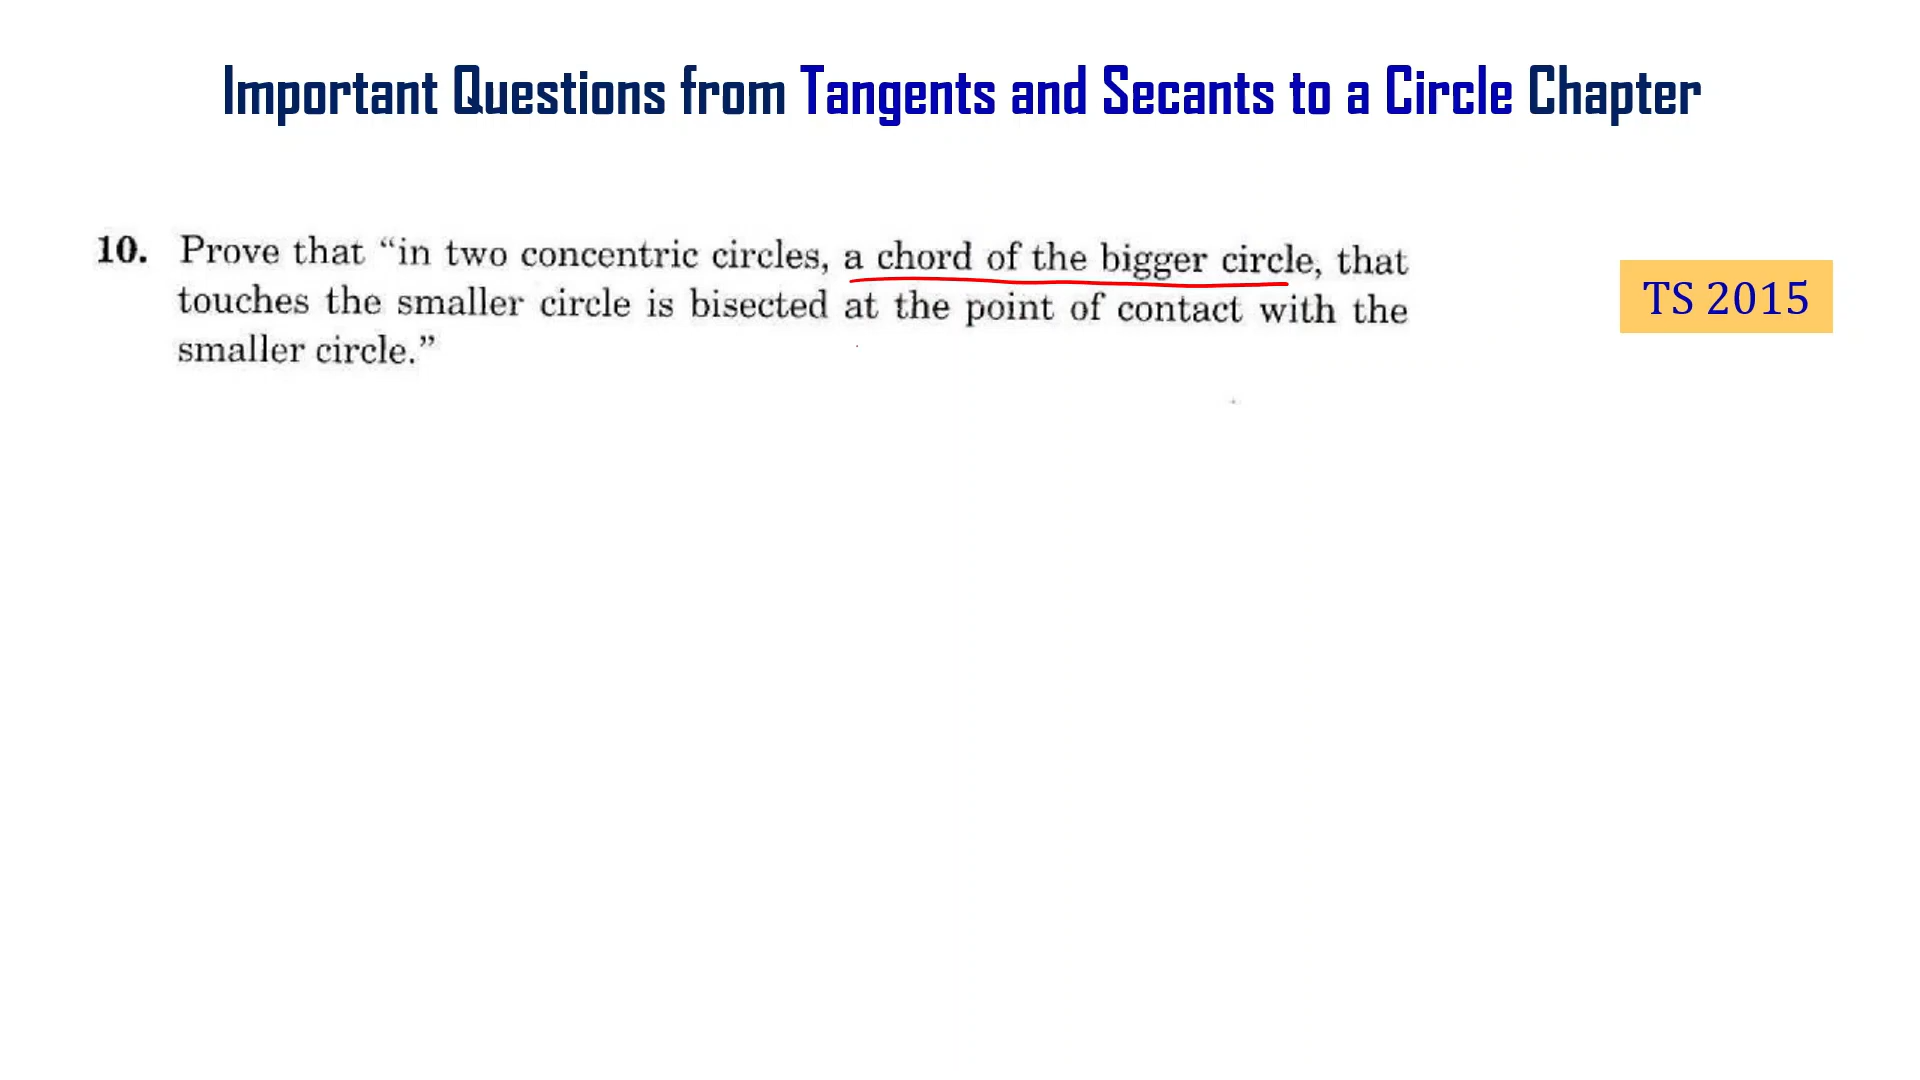 Important Questions from Tangents and Secants to a Circle Chapter
10. Prove that “in two concentric circles, a chord of the bigger circle, that
touches the smaller circle is bisected at the point of contact with the
smaller circle.”
TS 2015